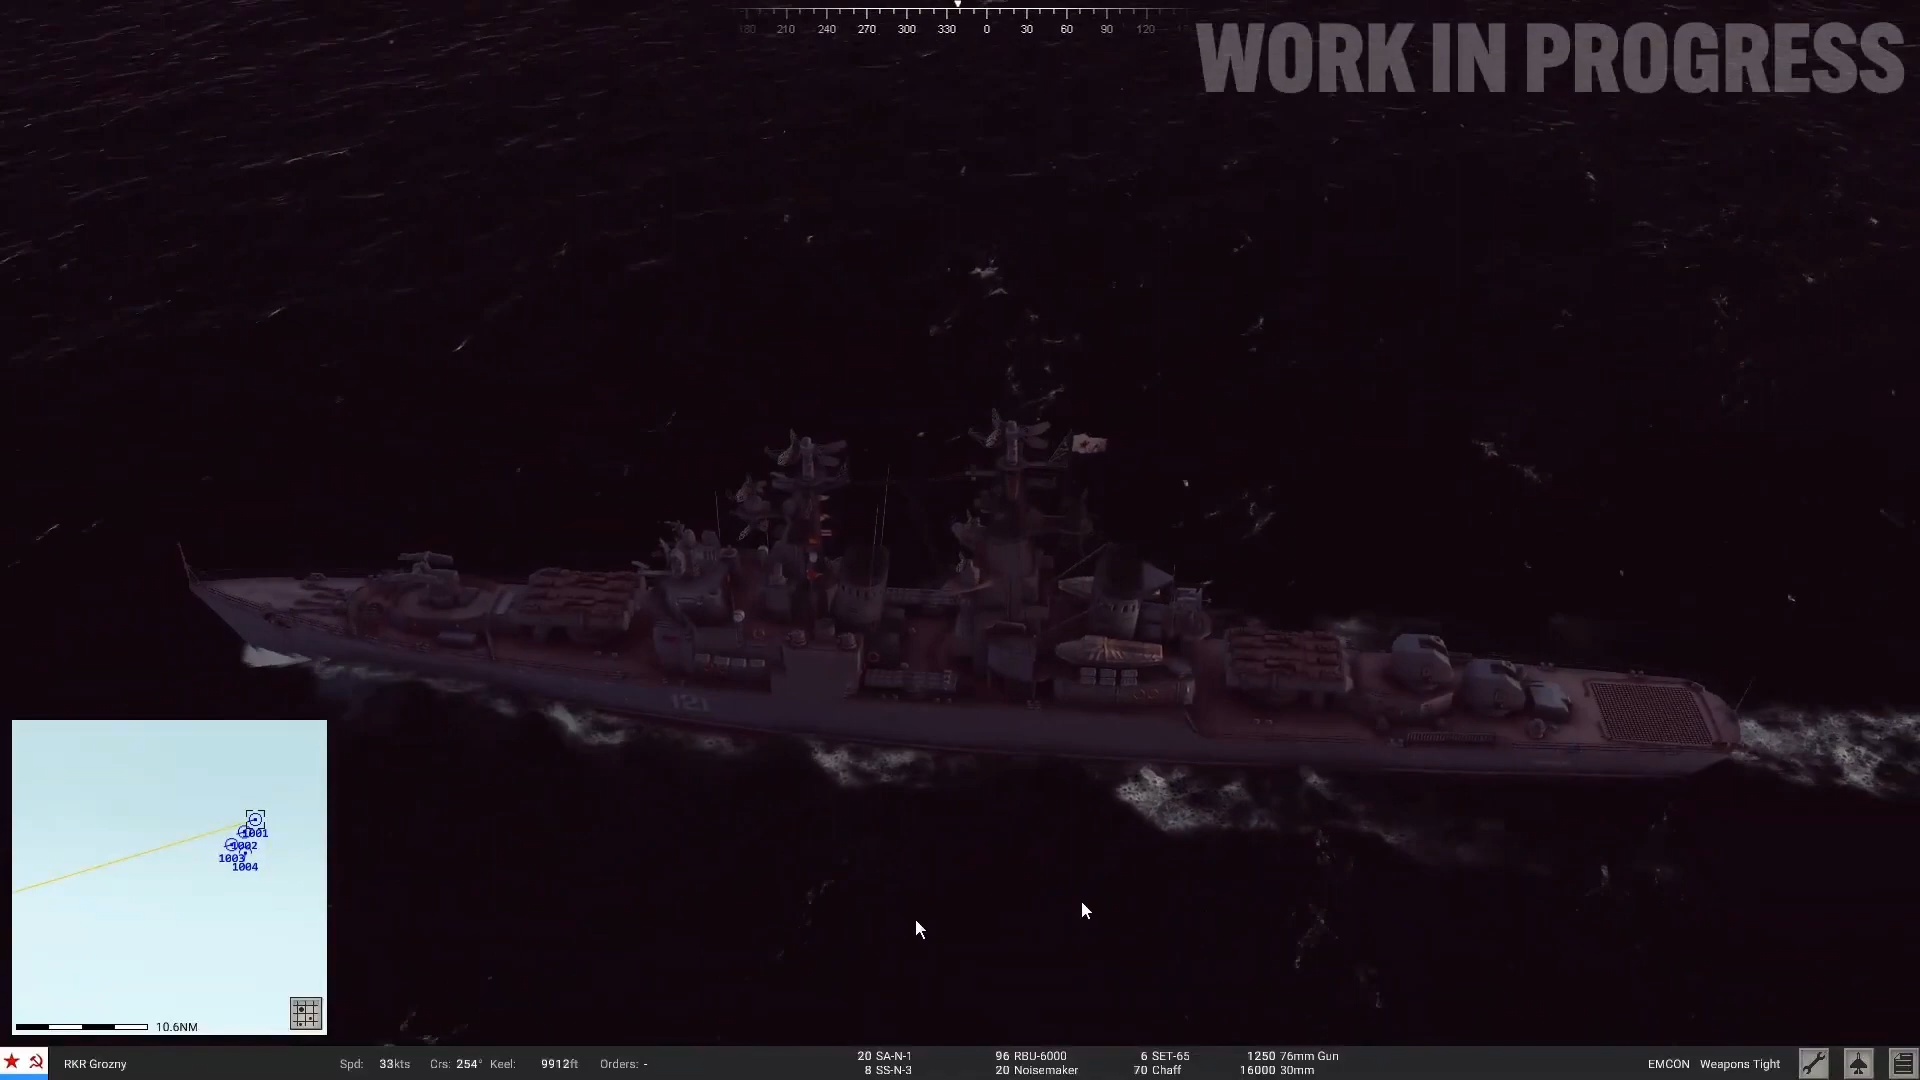 180 210 240 270 300 330 0 30 60 90 120
WORK IN PROGRESS
121
1001
1002
1003
1004
10.6NM
RKR Grozny
Spd: 33kts Crs: 254° Keel: 9912ft Orders: -
20 SA-N-1 96 RBU-6000 6 SET-65 1250 76mm Gun
8 SS-N-3 20 Noisemaker 70 Chaff 16000 30mm
EMCON Weapons Tight